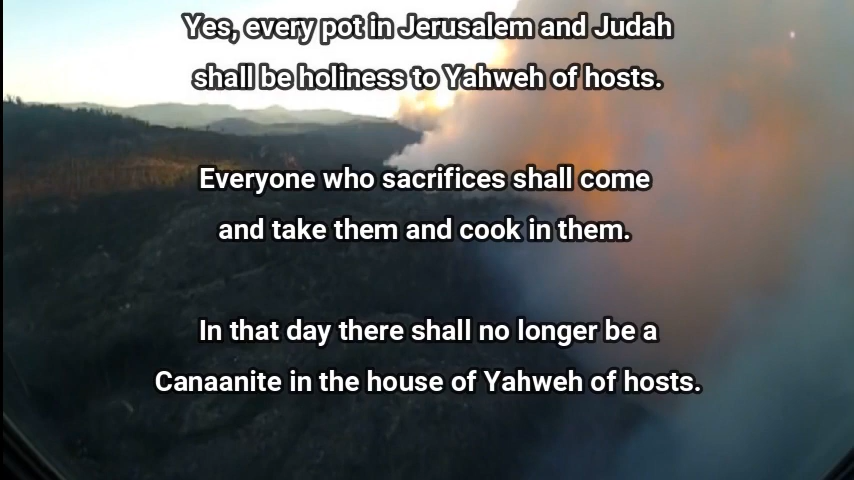 Yes, every pot in Jerusalem and Judah
shall be holiness to Yahweh of hosts.
Everyone who sacrifices shall come
and take them and cook in them.
In that day there shall no longer be a
Canaanite in the house of Yahweh of hosts.